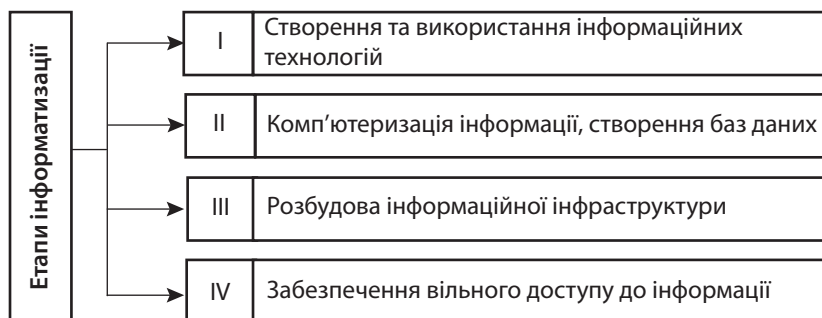 Етапи інформатизації
I
Створення та використання інформаційних
технологій
II
Комп’ютеризація інформації, створення баз даних
III
Розбудова інформаційної інфраструктури
IV
Забезпечення вільного доступу до інформації